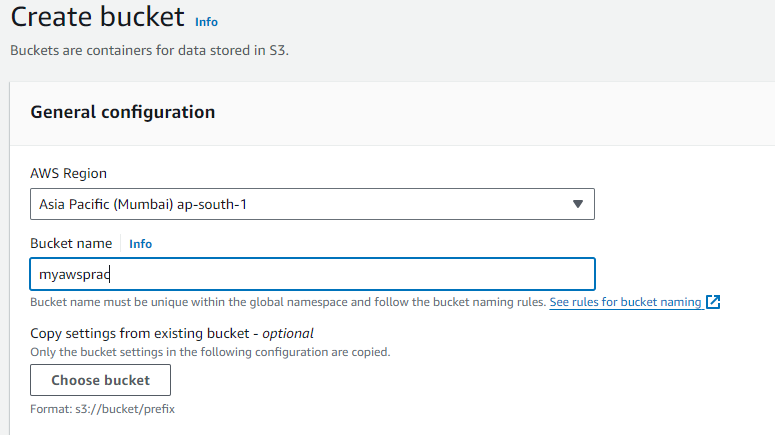 Create bucket Info
Buckets are containers for data stored in S3.
General configuration
AWS Region
Asia Pacific (Mumbai) ap-south-1
Bucket name Info
myawsprac
Bucket name must be unique within the global namespace and follow the bucket naming rules. See rules for bucket naming
Copy settings from existing bucket - optional
Only the bucket settings in the following configuration are copied.
Choose bucket
Format: s3://bucket/prefix